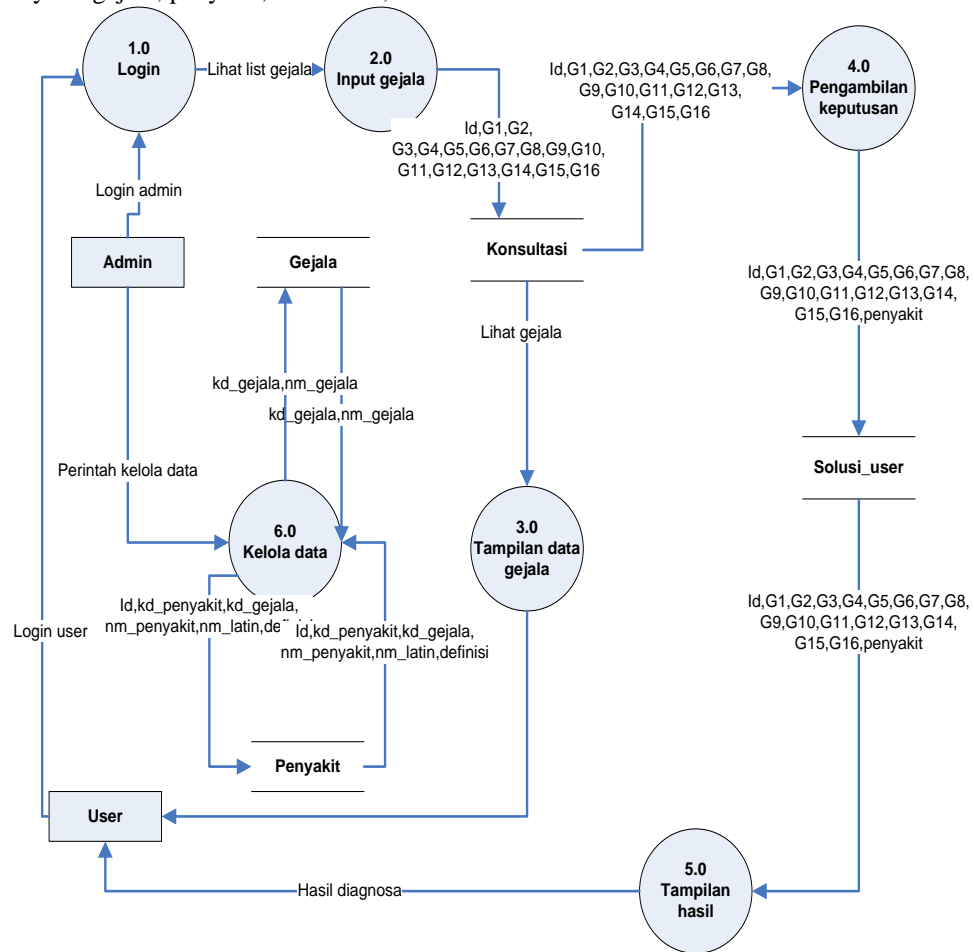 1.0
Login
Lihat list gejala
2.0
Input gejala
Id,G1,G2,G3,G4,G5,G6,G7,G8,
G9,G10,G11,G12,G13,
G14,G15,G16
4.0
Pengambilan
keputusan
Id,G1,G2,
G3,G4,G5,G6,G7,G8,G9,G10,
G11,G12,G13,G14,G15,G16
Login admin
Admin
Gejala
Konsultasi
Id,G1,G2,G3,G4,G5,G6,G7,G8,
G9,G10,G11,G12,G13,G14,
G15,G16,penyakit
Lihat gejala
kd_gejala,nm_gejala
kd_gejala,nm_gejala
Perintah kelola data
Solusi_user
6.0
Kelola data
3.0
Tampilan data
gejala
Id,kd_penyakit,kd_gejala,
nm_penyakit,nm_latin,
Id,kd_penyakit,kd_gejala,
nm_penyakit,nm_latin,definisi
Login user
Id,G1,G2,G3,G4,G5,G6,G7,G8,
G9,G10,G11,G12,G13,G14,
G15,G16,penyakit
Penyakit
User
Hasil diagnosa
5.0
Tampilan
hasil